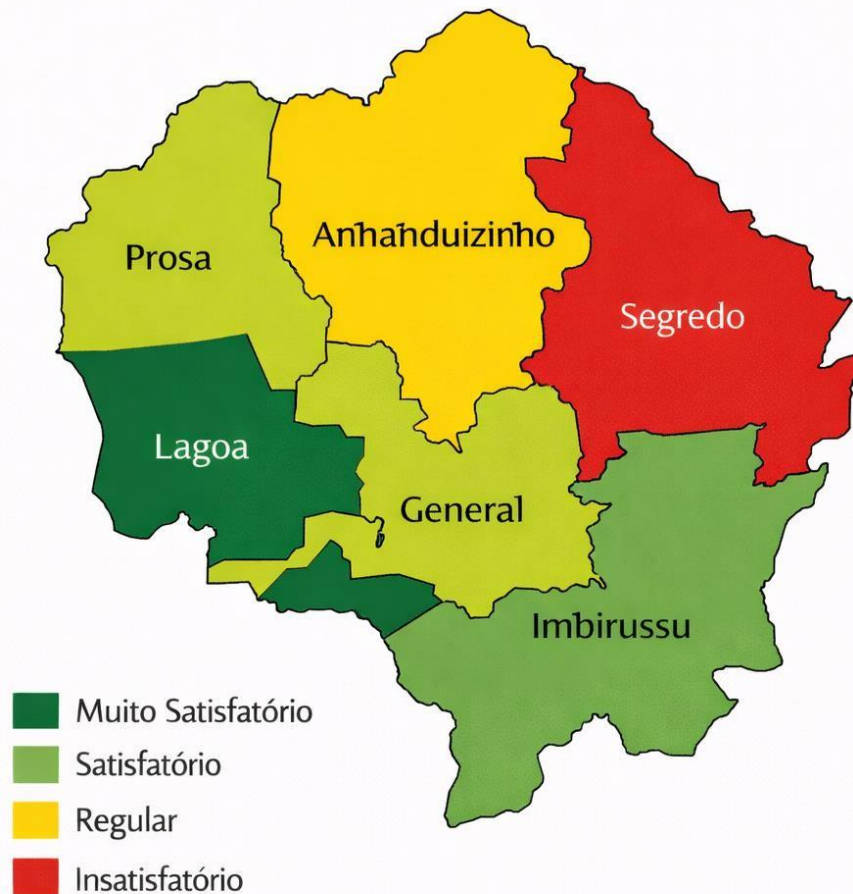 Prosa
Anhanduizinho
Segredo
Lagoa
General
Imbirussu
Muito Satisfatório
Satisfatório
Regular
Insatisfatório